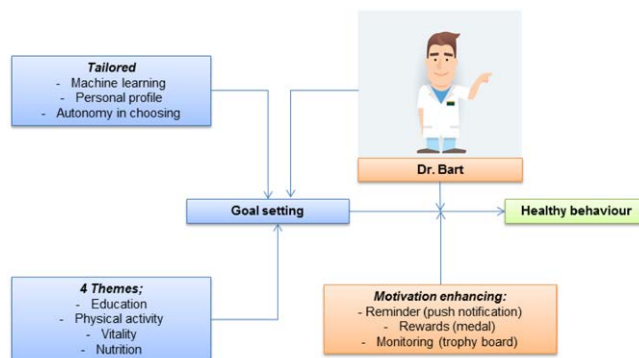 Tailored
- Machine learning
- Personal profile
- Autonomy in choosing
Dr. Bart
Goal setting
Healthy behaviour
4 Themes;
- Education
- Physical activity
- Vitality
- Nutrition
Motivation enhancing:
- Reminder (push notification)
- Rewards (medal)
- Monitoring (trophy board)